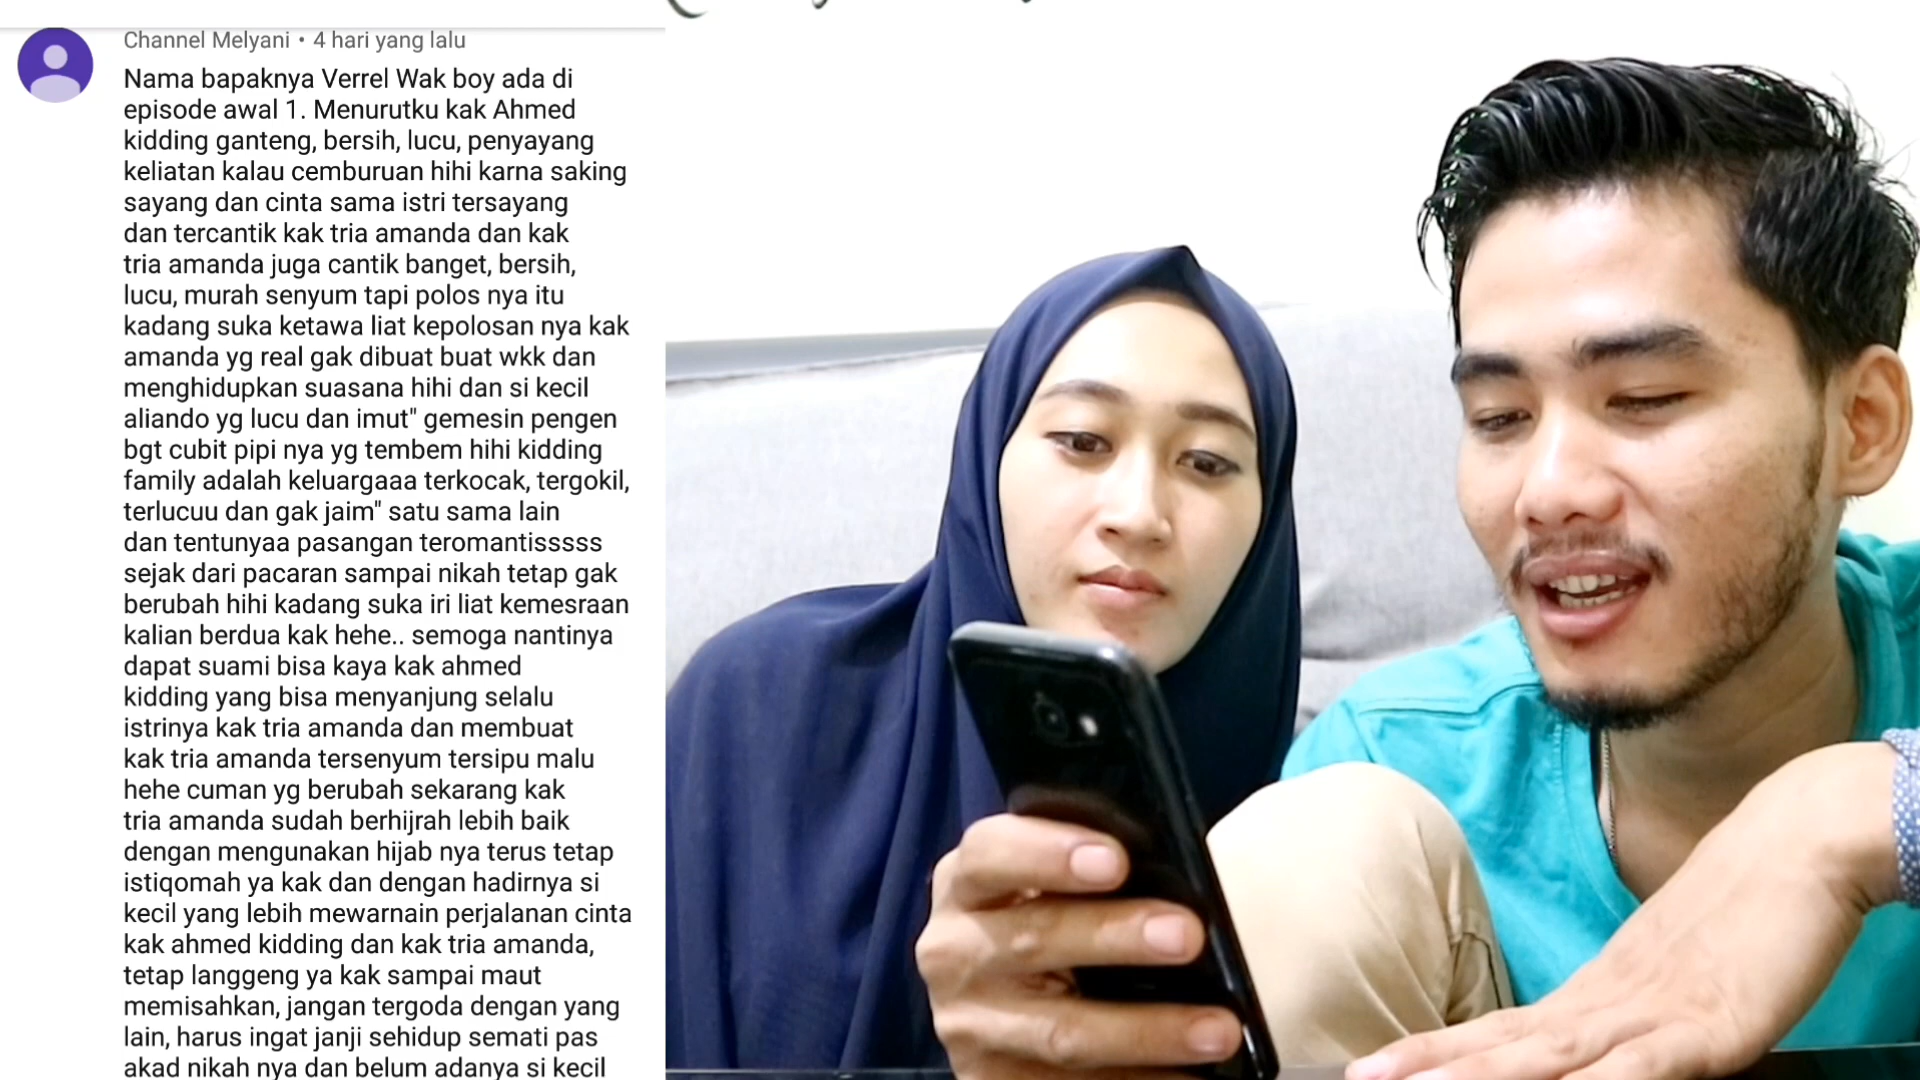 Channel Melyani • 4 hari yang lalu
Nama bapaknya Verrel Wak boy ada di
episode awal 1. Menurutku kak Ahmed
kidding ganteng, bersih, lucu, penyayang
keliatan kalau cemburuan hihi karna saking
sayang dan cinta sama istri tersayang
dan tercantik kak tria amanda dan kak
tria amanda juga cantik banget, bersih,
lucu, murah senyum tapi polos nya itu
kadang suka ketawa liat kepolosan nya kak
amanda yg real gak dibuat buat wkk dan
menghidupkan suasana hihi dan si kecil
aliando yg lucu dan imut" gemesin pengen
bgt cubit pipi nya yg tembem hihi kidding
family adalah keluargaaa terkocak, tergokil,
terlucuu dan gak jaim" satu sama lain
dan tentunyaa pasangan teromantisssss
sejak dari pacaran sampai nikah tetap gak
berubah hihi kadang suka iri liat kemesraan
kalian berdua kak hehe.. semoga nantinya
dapat suami bisa kaya kak ahmed
kidding yang bisa menyanjung selalu
istrinya kak tria amanda dan membuat
kak tria amanda tersenyum tersipu malu
hehe cuman yg berubah sekarang kak
tria amanda sudah berhijrah lebih baik
dengan mengunakan hijab nya terus tetap
istiqomah ya kak dan dengan hadirnya si
kecil yang lebih mewarnain perjalanan cinta
kak ahmed kidding dan kak tria amanda,
tetap langgeng ya kak sampai maut
memisahkan, jangan tergoda dengan yang
lain, harus ingat janji sehidup semati pas
akad nikah nya dan belum adanya si kecil